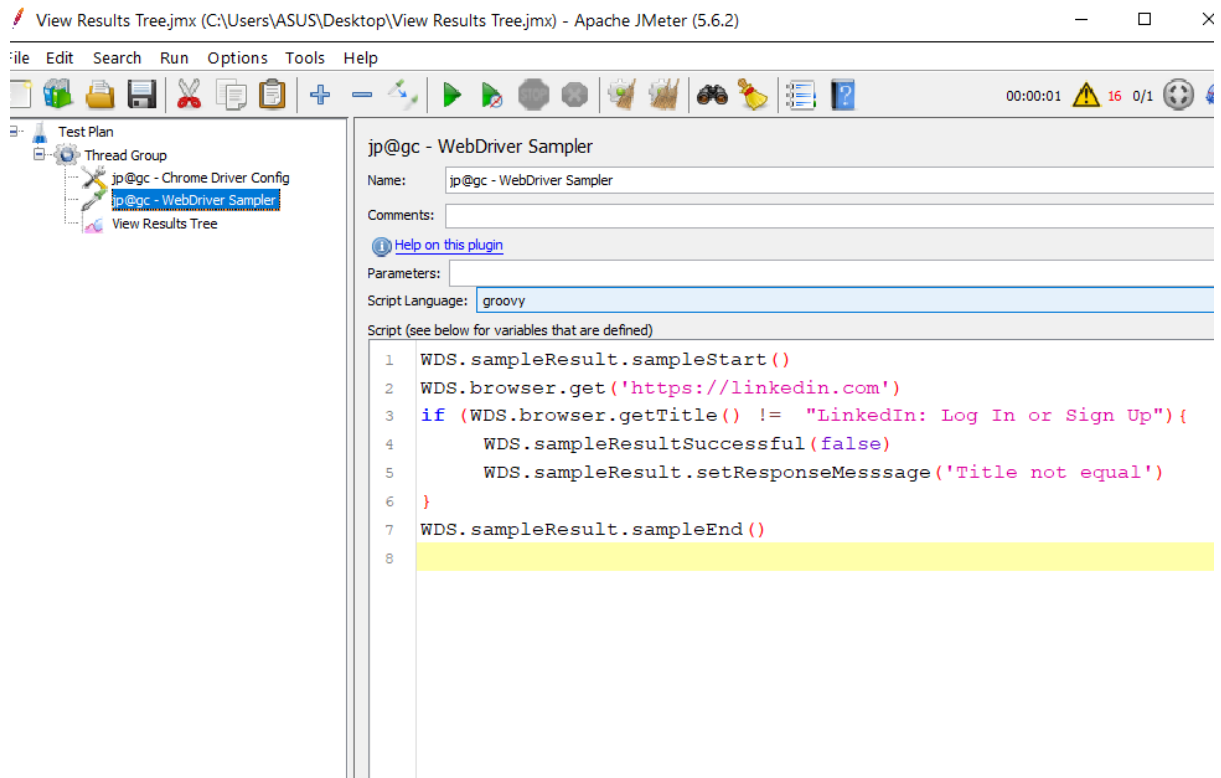 View Results Tree.jmx (C:\Users\ASUS\Desktop\View Results Tree.jmx) - Apache JMeter (5.6.2)
File Edit Search Run Options Tools Help
STOP
00:00:01 16 0/1
Test Plan
Thread Group
jp@gc - Chrome Driver Config
jp@gc - WebDriver Sampler
View Results Tree
jp@gc - WebDriver Sampler
Name: jp@gc - WebDriver Sampler
Comments:
Help on this plugin
Parameters:
Script Language: groovy
Script (see below for variables that are defined)
1 WDS.sampleResult.sampleStart()
2 WDS.browser.get('https://linkedin.com')
3 if (WDS.browser.getTitle() !=  "LinkedIn: Log In or Sign Up"){
4 WDS.sampleResultSuccessful(false)
5 WDS.sampleResult.setResponseMesssage('Title not equal')
6 }
7 WDS.sampleResult.sampleEnd()
8